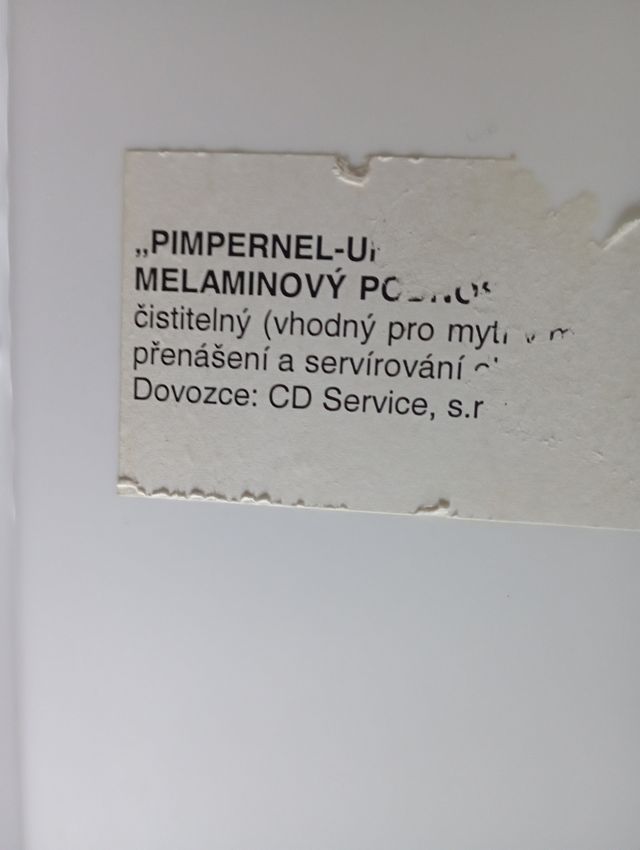 „PIMPERNEL-U
MELAMINOVÝ
čistitelný (vhodný pro
přenášení a servírování
Dovozce: CD Service, s.r